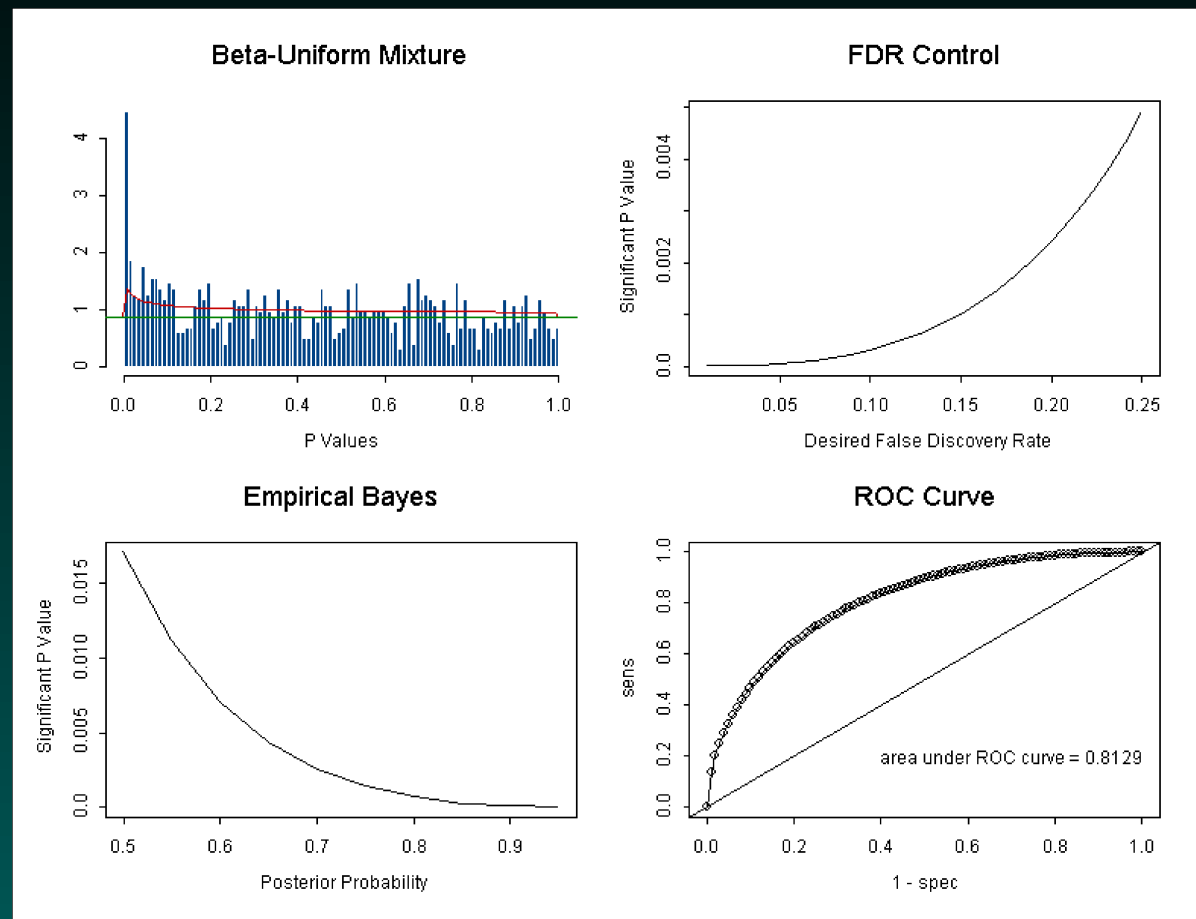 Beta-Uniform Mixture
0 1 2 3 4
0.0 0.2 0.4 0.6 0.8 1.0
P Values
FDR Control
Significant P Value
0.0 0.002 0.004
0.05 0.10 0.15 0.20 0.25
Desired False Discovery Rate
Empirical Bayes
Significant P Value
0.0 0.005 0.010 0.015
0.5 0.6 0.7 0.8 0.9
Posterior Probability
ROC Curve
sens
0.0 0.2 0.4 0.6 0.8 1.0
area under ROC curve = 0.8129
0.0 0.2 0.4 0.6 0.8 1.0
1 - spec